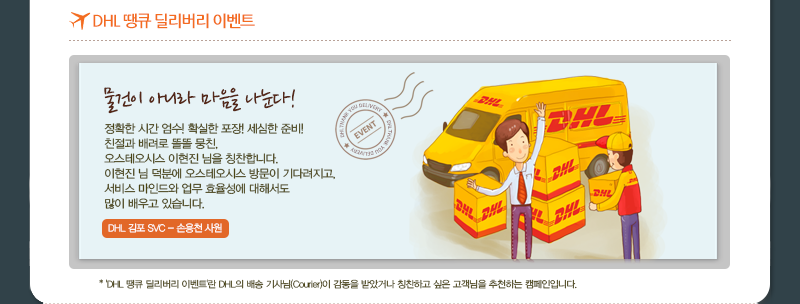 DHL 땡큐 딜리버리 이벤트
물건이 아니라 마음을 나눈다!
정확한 시간 엄수! 확실한 포장! 세심한 준비!
친절과 배려로 똘똘 뭉친,
오스테오시스 이현진 님을 칭찬합니다.
이현진 님 덕분에 오스테오시스 방문이 기다려지고,
서비스 마인드와 업무 효율성에 대해서도
많이 배우고 있습니다.
DHL 김포 SVC - 손용천 사원
DHL THANK YOU DELIVERY
EVENT
DHL THANK YOU DELIVERY
DHL
DHL
DHL
DHL
DHL
DHL
DHL
* 'DHL 땡큐 딜리버리 이벤트'란 DHL의 배송 기사님(Courier)이 감동을 받았거나 칭찬하고 싶은 고객님을 추천하는 캠페인입니다.